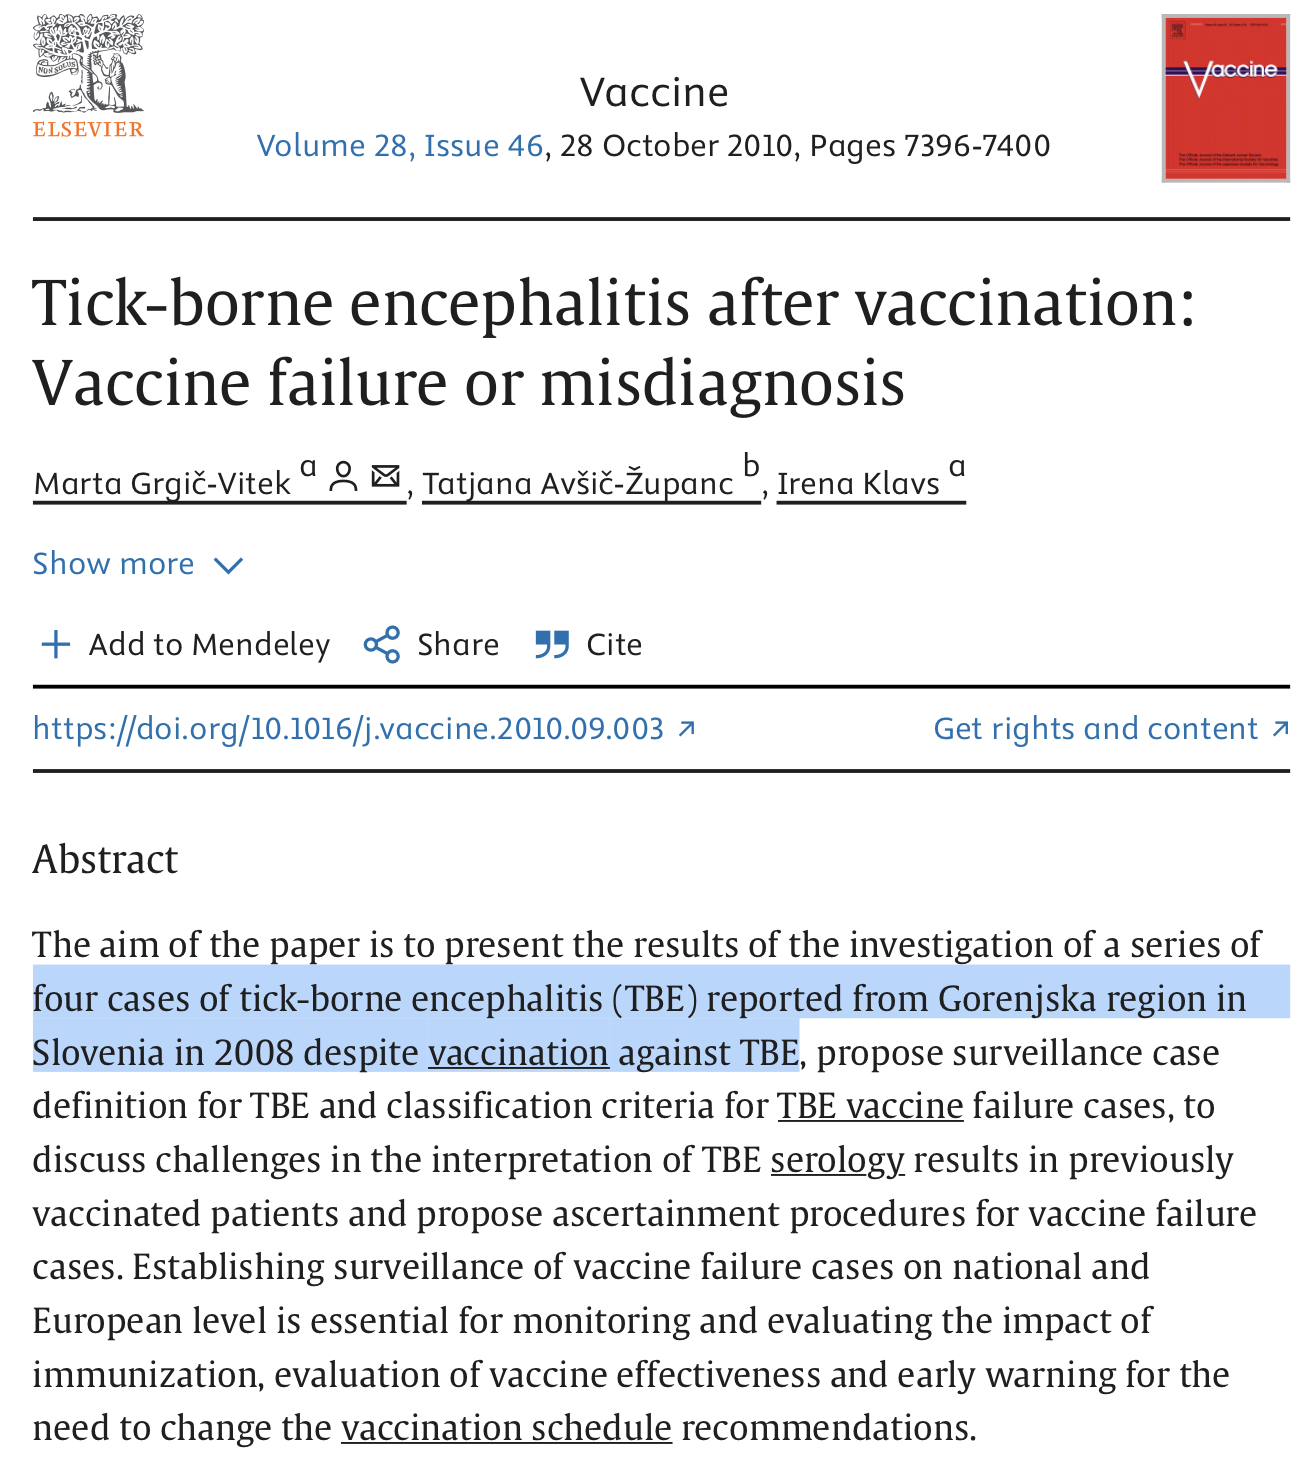 NON SOLUS
ELSEVIER
Vaccine
Volume 28, Issue 46, 28 October 2010, Pages 7396-7400
Vaccine
Tick-borne encephalitis after vaccination:
Vaccine failure or misdiagnosis
Marta Grgič-Vitek a, Tatjana Avšič-Županc b, Irena Klavs a
Show more
Add to Mendeley Share Cite
https://doi.org/10.1016/j.vaccine.2010.09.003 Get rights and content
Abstract
The aim of the paper is to present the results of the investigation of a series of
four cases of tick-borne encephalitis (TBE) reported from Gorenjska region in
Slovenia in 2008 despite vaccination against TBE, propose surveillance case
definition for TBE and classification criteria for TBE vaccine failure cases, to
discuss challenges in the interpretation of TBE serology results in previously
vaccinated patients and propose ascertainment procedures for vaccine failure
cases. Establishing surveillance of vaccine failure cases on national and
European level is essential for monitoring and evaluating the impact of
immunization, evaluation of vaccine effectiveness and early warning for the
need to change the vaccination schedule recommendations.